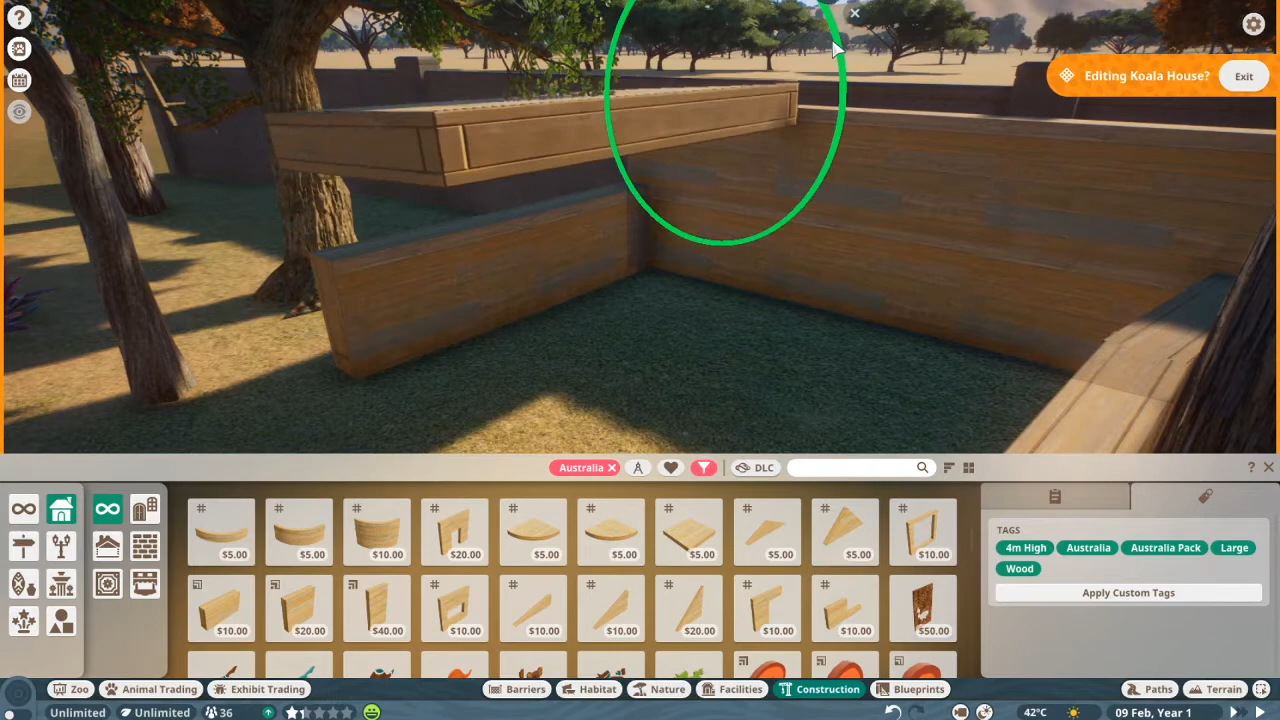 ?
Editing Koala House? Exit
Australia × DLC ? ×
$5.00 $5.00 $10.00 $20.00 $5.00 $5.00 $5.00 $5.00 $5.00 $10.00
TAGS
4m High Australia Australia Pack Large
Wood
Apply Custom Tags
$10.00 $20.00 $40.00 $10.00 $10.00 $10.00 $20.00 $10.00 $10.00 $50.00
Zoo Animal Trading Exhibit Trading Barriers Habitat Nature Facilities Construction Blueprints Paths Terrain
Unlimited Unlimited 36 42°C 09 Feb, Year 1